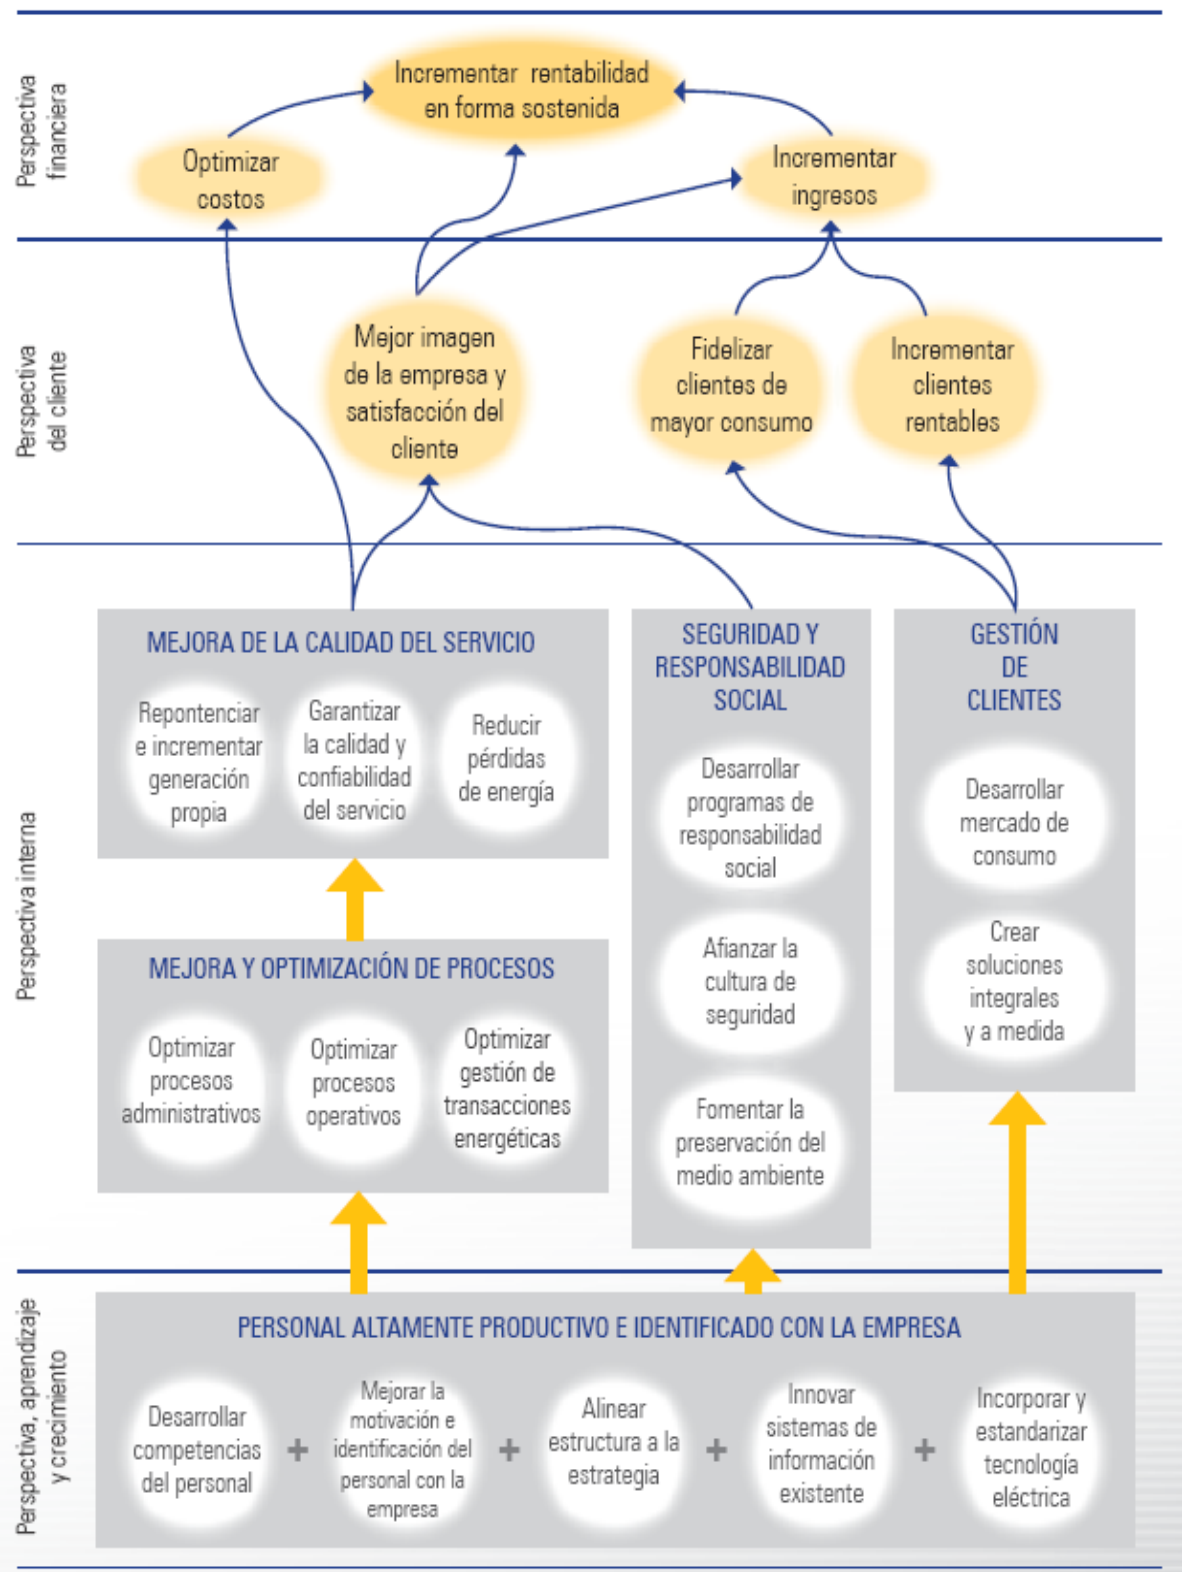 Perspectiva
financiera
Incrementar rentabilidad
en forma sostenida
Optimizar
costos
Incrementar
ingresos
Perspectiva
del cliente
Mejor imagen
de la empresa y
satisfacción del
cliente
Fidelizar
clientes de
mayor consumo
Incrementar
clientes
rentables
Perspectiva interna
MEJORA DE LA CALIDAD DEL SERVICIO
Repontenciar
e incrementar
generación
propia
Garantizar
la calidad y
confiabilidad
del servicio
Reducir
pérdidas
de energía
MEJORA Y OPTIMIZACIÓN DE PROCESOS
Optimizar
procesos
administrativos
Optimizar
procesos
operativos
Optimizar
gestión de
transacciones
energéticas
SEGURIDAD Y
RESPONSABILIDAD
SOCIAL
Desarrollar
programas de
responsabilidad
social
Afianzar la
cultura de
seguridad
Fomentar la
preservación del
medio ambiente
GESTIÓN
DE
CLIENTES
Desarrollar
mercado de
consumo
Crear
soluciones
integrales
y a medida
Perspectiva, aprendizaje
y crecimiento
PERSONAL ALTAMENTE PRODUCTIVO E IDENTIFICADO CON LA EMPRESA
Desarrollar
competencias
del personal
+
Mejorar la
motivación e
identificación del
personal con la
empresa
+
Alinear
estructura a la
estrategia
+
Innovar
sistemas de
información
existente
+
Incorporar y
estandarizar
tecnología
eléctrica